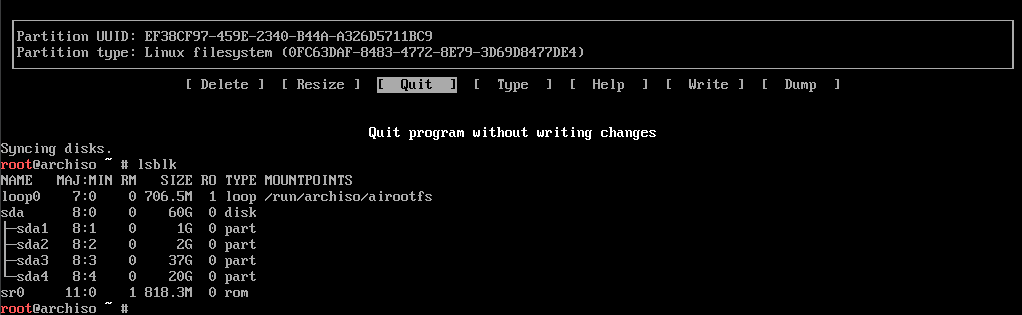 Partition UUID: EF38CF97-459E-2340-B44A-A326D5711BC9
Partition type: Linux filesystem (0FC63DAF-8483-4772-8E79-3D69D8477DE4)
[ Delete ] [ Resize ] [ Quit ] [ Type ] [ Help ] [ Write ] [ Dump ]
Quit program without writing changes
Syncing disks.
root@archiso ~ # lsblk
NAME MAJ:MIN RM SIZE RO TYPE MOUNTPOINTS
loop0 7:0 0 706.5M 1 loop /run/archiso/airootfs
sda 8:0 0 60G 0 disk
├─sda1 8:1 0 1G 0 part
├─sda2 8:2 0 2G 0 part
├─sda3 8:3 0 37G 0 part
└─sda4 8:4 0 20G 0 part
sr0 11:0 1 818.3M 0 rom
root@archiso ~ #